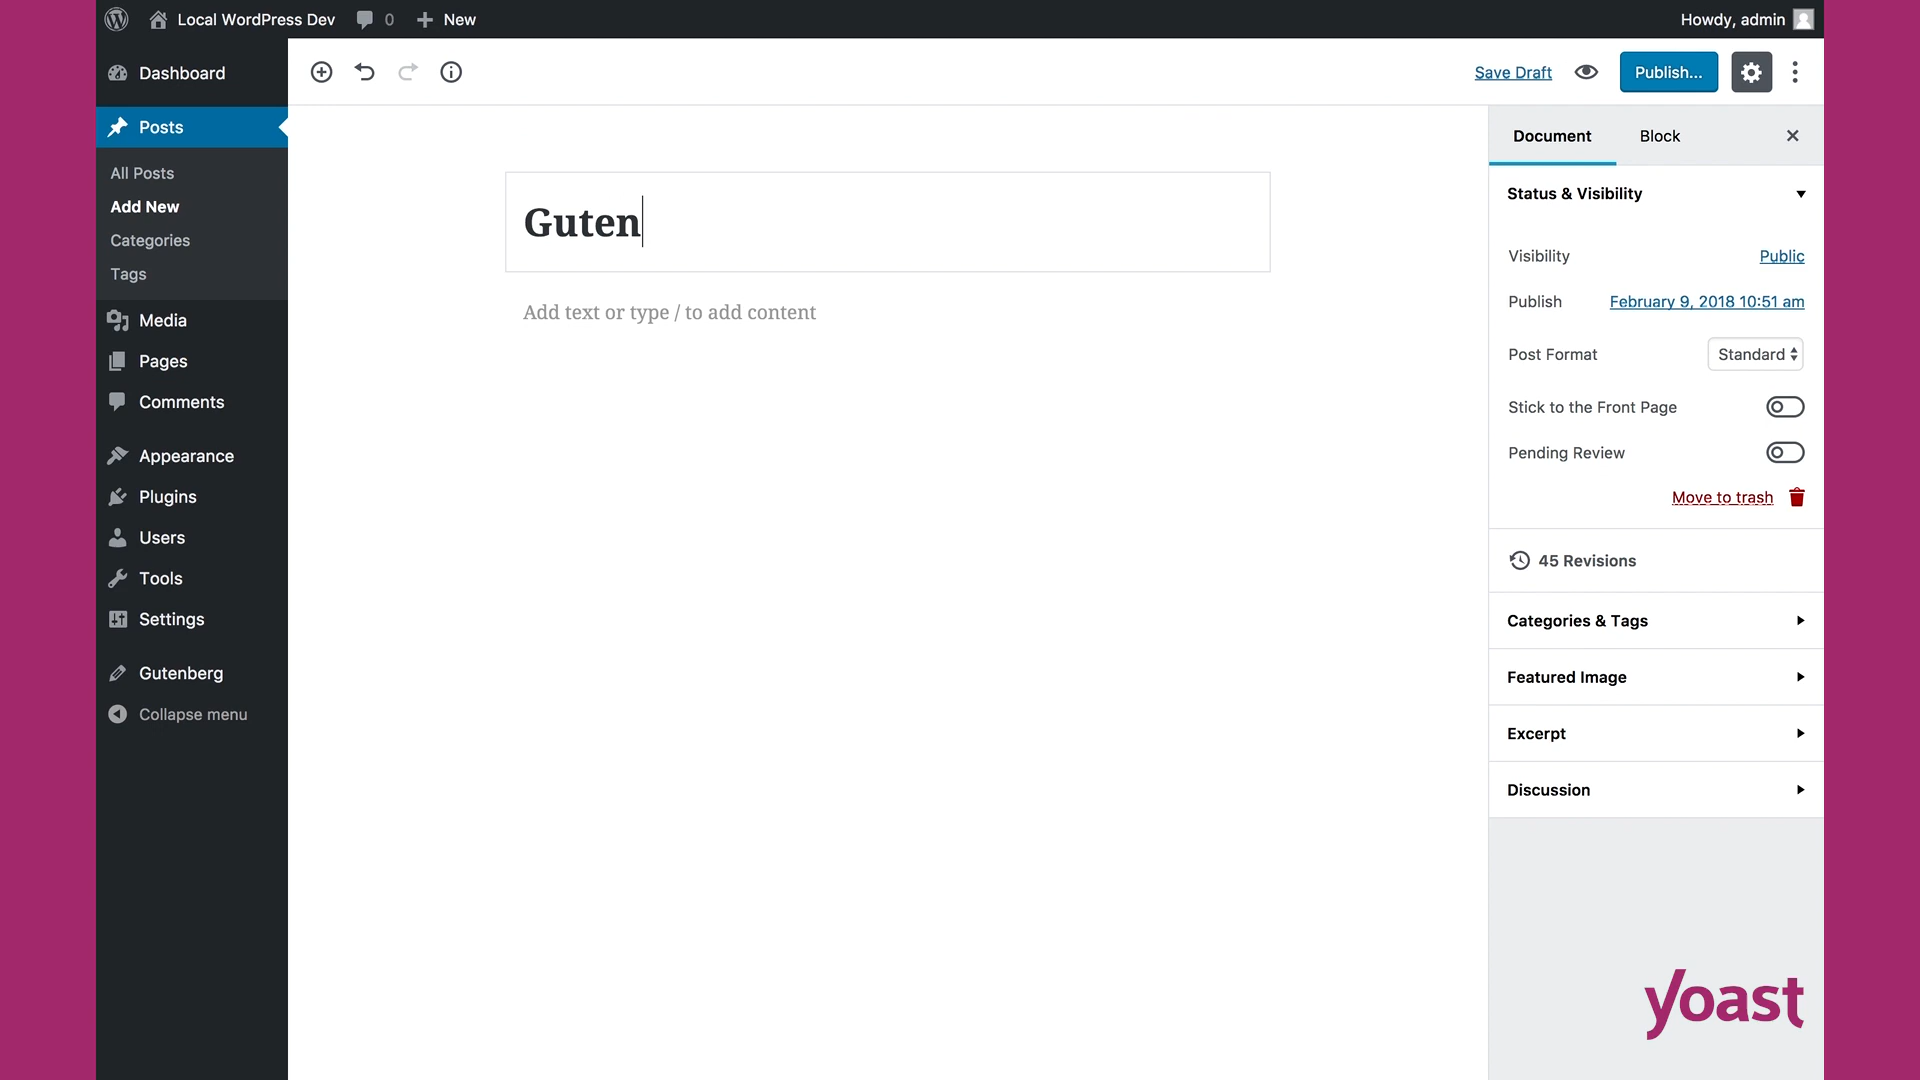 Local WordPress Dev 0 New Howdy, admin
Dashboard
Posts
All Posts
Add New
Categories
Tags
Media
Pages
Comments
Appearance
Plugins
Users
Tools
Settings
Gutenberg
Collapse menu
Save Draft Publish...
Guten
Add text or type / to add content
Document Block
Status & Visibility
Visibility Public
Publish February 9, 2018 10:51 am
Post Format Standard
Stick to the Front Page
Pending Review
Move to trash
45 Revisions
Categories & Tags
Featured Image
Excerpt
Discussion
yoast